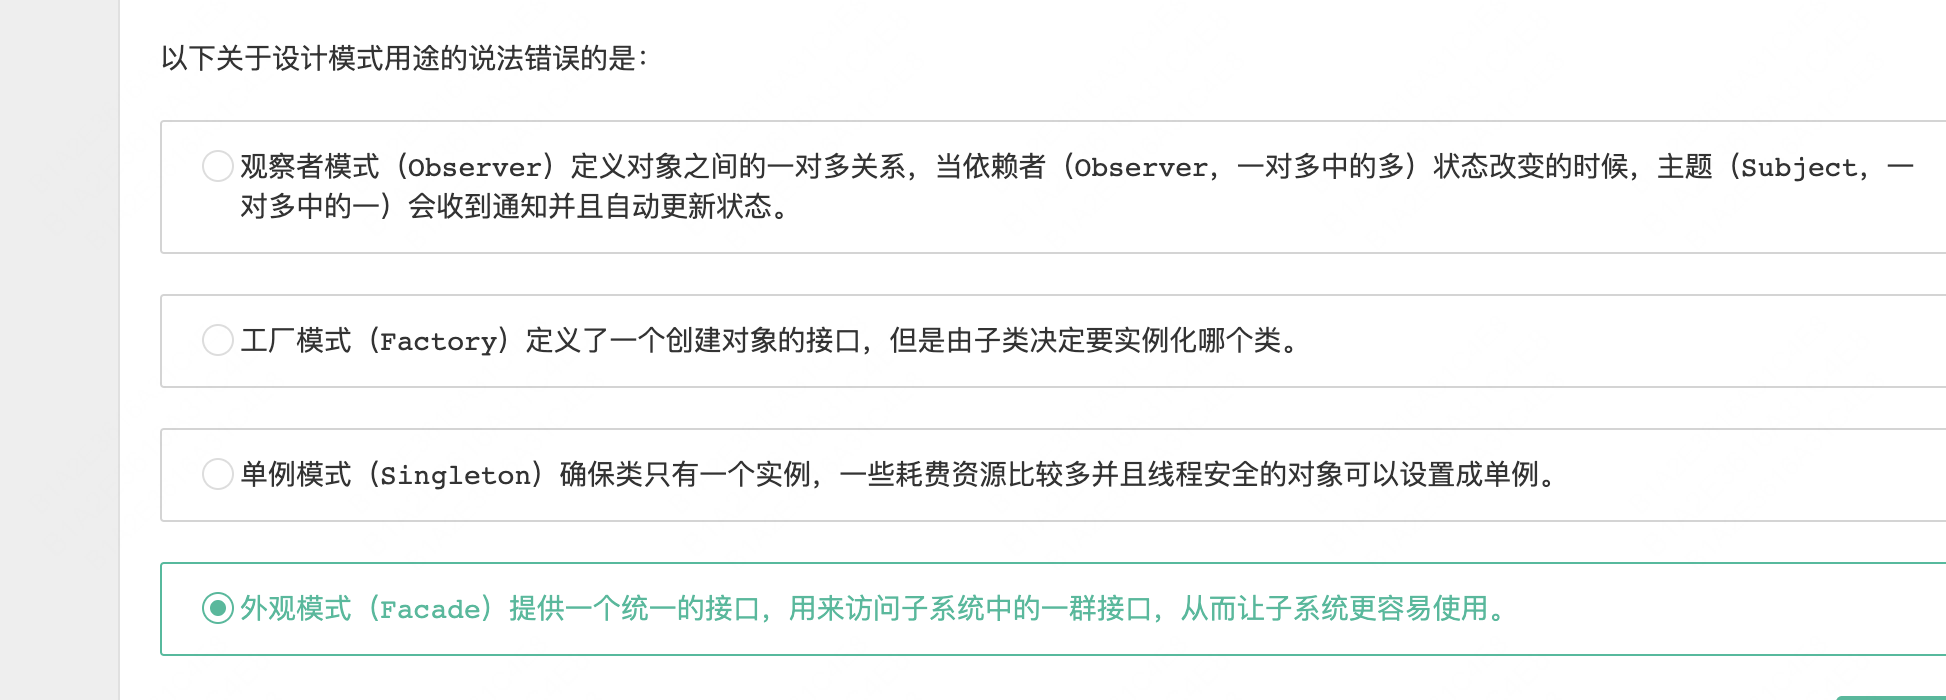 以下关于设计模式用途的说法错误的是：
观察者模式（Observer）定义对象之间的一对多关系，当依赖者（Observer，一对多中的多）状态改变的时候，主题（Subject，一
对多中的一）会收到通知并且自动更新状态。
工厂模式（Factory）定义了一个创建对象的接口，但是由子类决定要实例化哪个类。
单例模式（Singleton）确保类只有一个实例，一些耗费资源比较多并且线程安全的对象可以设置成单例。
外观模式（Facade）提供一个统一的接口，用来访问子系统中的一群接口，从而让子系统更容易使用。